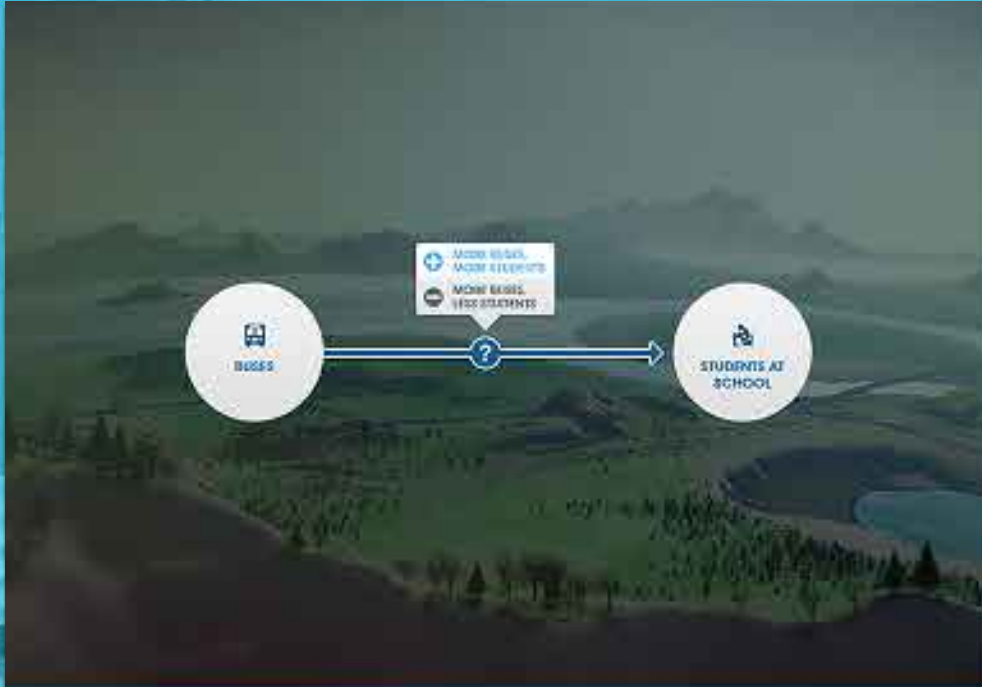 MORE BUSES,
MORE STUDENTS
MORE BUSES,
LESS STUDENTS
BUSES
?
STUDENTS AT
SCHOOL